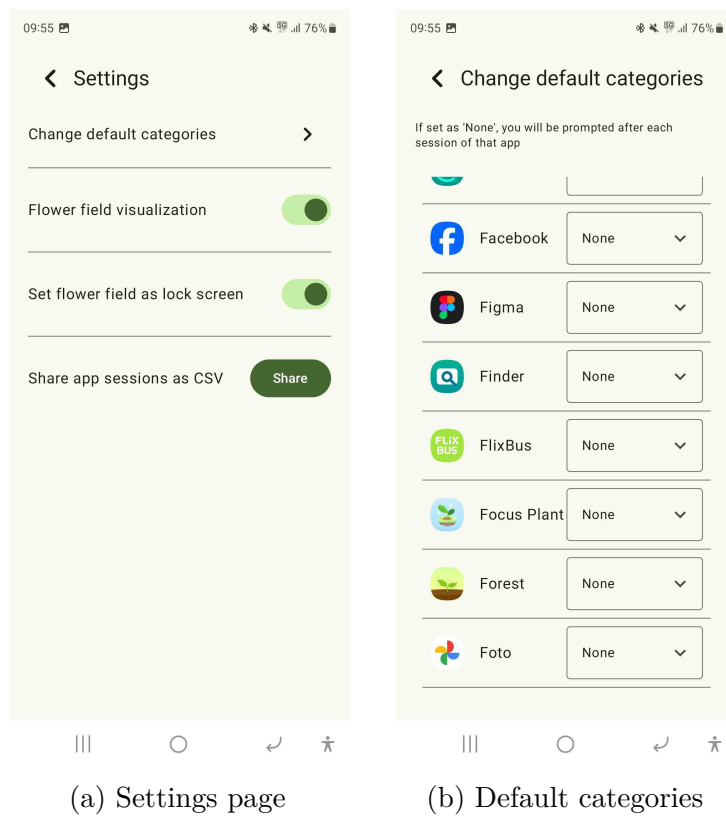 09:55
5G
76%
Settings
Change default categories
Flower field visualization
Set flower field as lock screen
Share app sessions as CSV
Share
(a) Settings page
09:55
5G
76%
Change default categories
If set as 'None', you will be prompted after each
session of that app
Facebook None
Figma None
Finder None
FLiX
BUS
FlixBus None
Focus Plant None
Forest None
Foto None
(b) Default categories